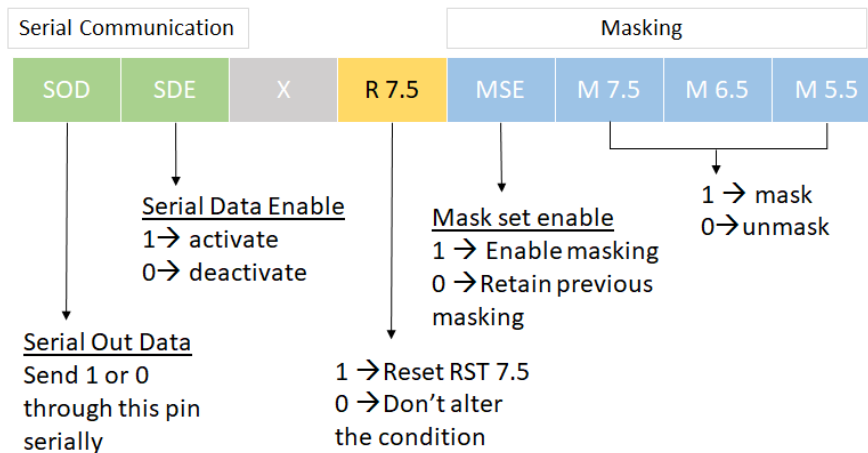 Serial Communication
Masking
SOD SDE X R 7.5 MSE M 7.5 M 6.5 M 5.5
Serial Data Enable
1→ activate
0→ deactivate
Mask set enable
1 → Enable masking
0 →Retain previous
masking
1 → mask
0→unmask
Serial Out Data
Send 1 or 0
through this pin
serially
1 →Reset RST 7.5
0 →Don't alter
the condition